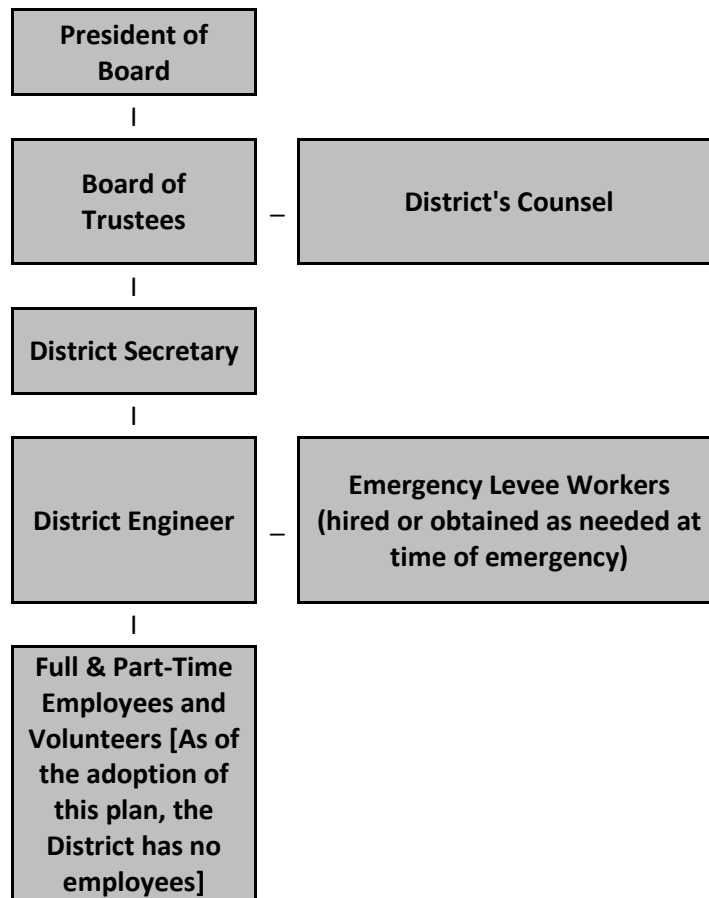 President of
Board
Board of
Trustees
District's Counsel
District Secretary
District Engineer
Emergency Levee Workers
(hired or obtained as needed at
time of emergency)
Full & Part-Time
Employees and
Volunteers [As of
the adoption of
this plan, the
District has no
employees]